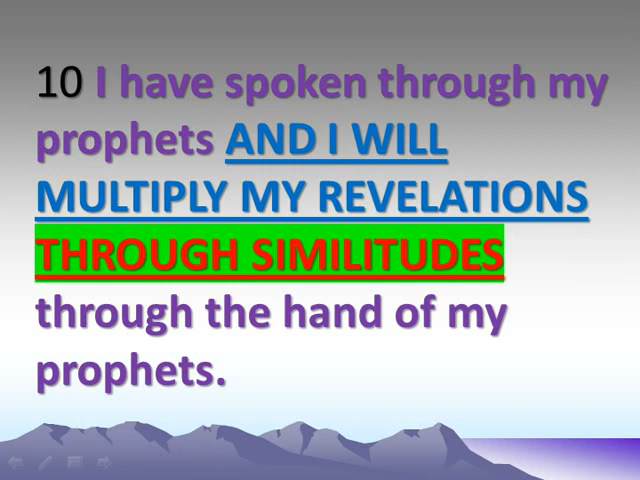 10 I have spoken through my
prophets AND I WILL
MULTIPLY MY REVELATIONS
THROUGH SIMILITUDES
through the hand of my
prophets.